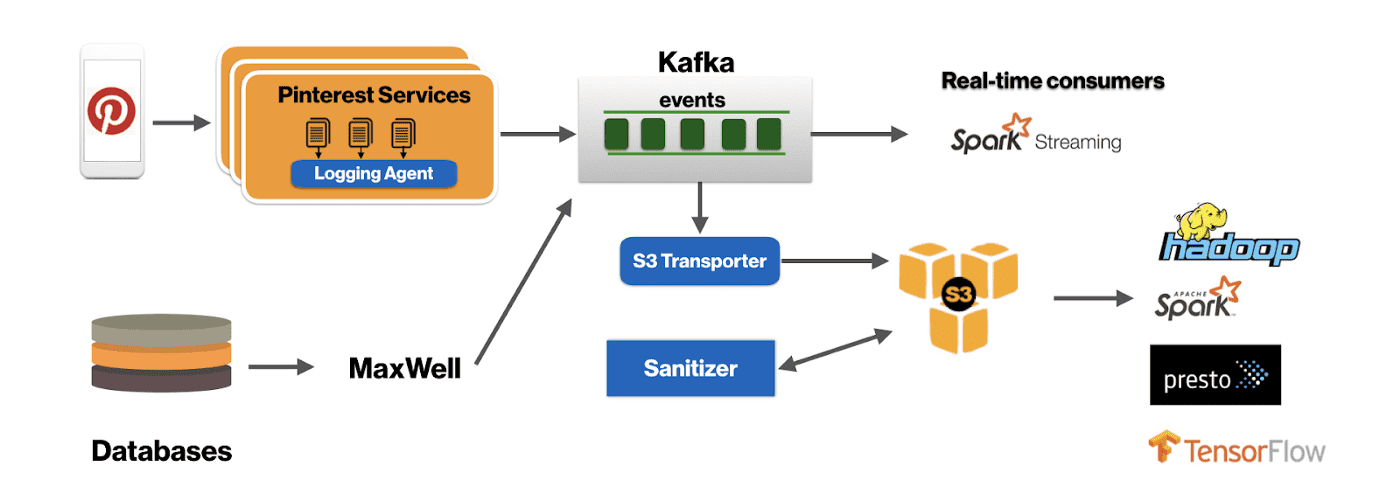 Kafka
Pinterest Services
events
Real-time consumers
Spark Streaming
Logging Agent
S3 Transporter
S3
hadoop
APACHE
Spark
MaxWell
Sanitizer
presto
Databases
TensorFlow